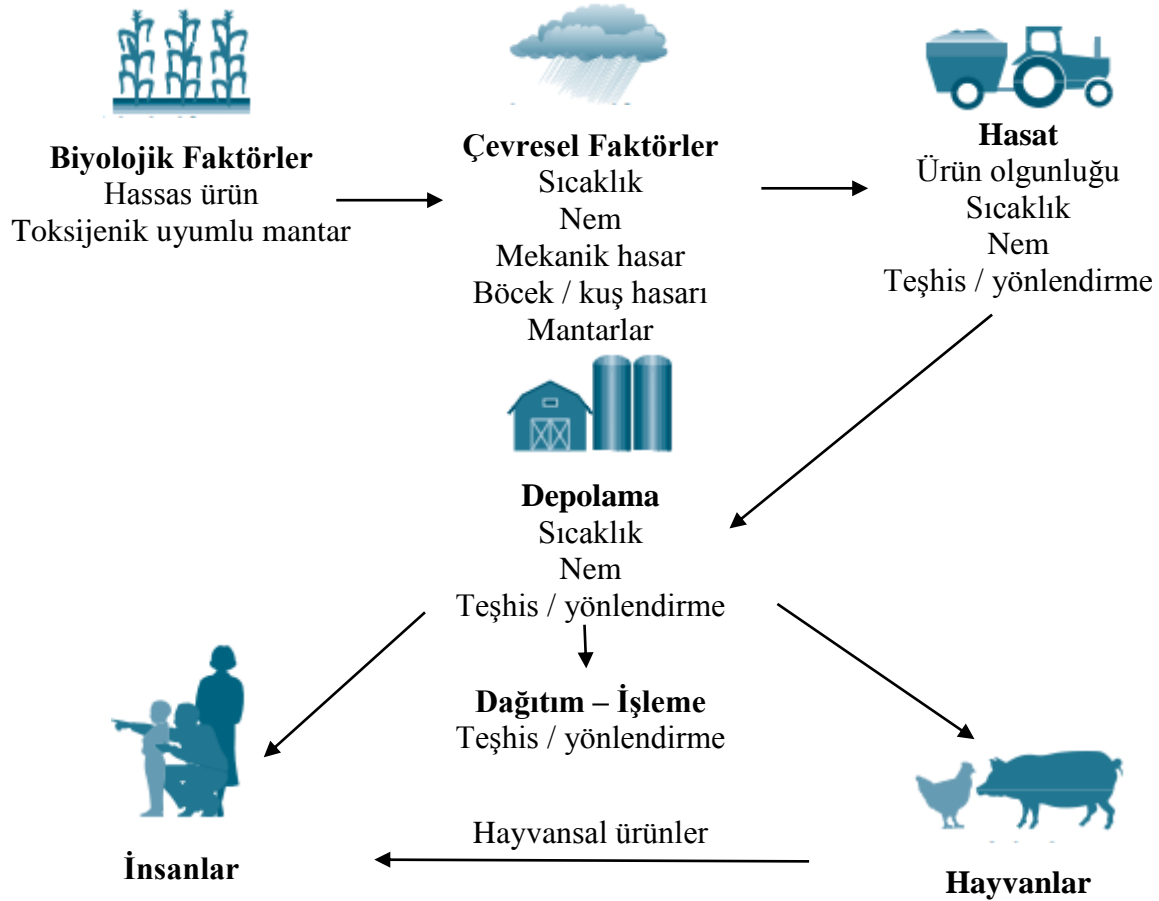 Biyolojik Faktörler
Hassas ürün
Toksijenik uyumlu mantar
Çevresel Faktörler
Sıcaklık
Nem
Mekanik hasar
Böcek / kuş hasarı
Mantarlar
Hasat
Ürün olgunluğu
Sıcaklık
Nem
Teşhis / yönlendirme
Depolama
Sıcaklık
Nem
Teşhis / yönlendirme
Dağıtım – İşleme
Teşhis / yönlendirme
Hayvansal ürünler
İnsanlar
Hayvanlar